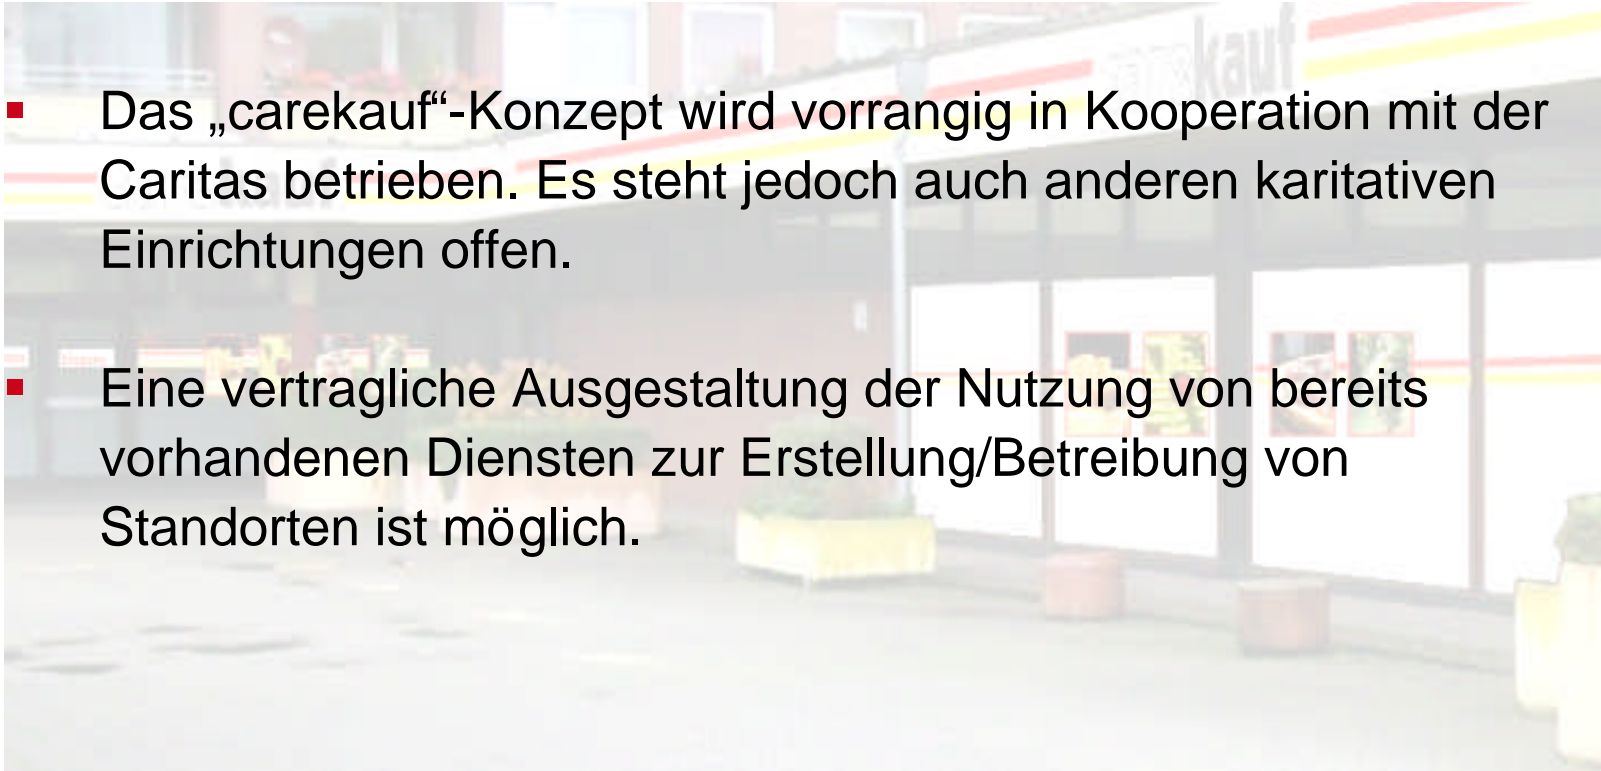 kauf
▪ Das „carekauf“-Konzept wird vorrangig in Kooperation mit der
Caritas betrieben. Es steht jedoch auch anderen karitativen
Einrichtungen offen.
▪ Eine vertragliche Ausgestaltung der Nutzung von bereits
vorhandenen Diensten zur Erstellung/Betreibung von
Standorten ist möglich.